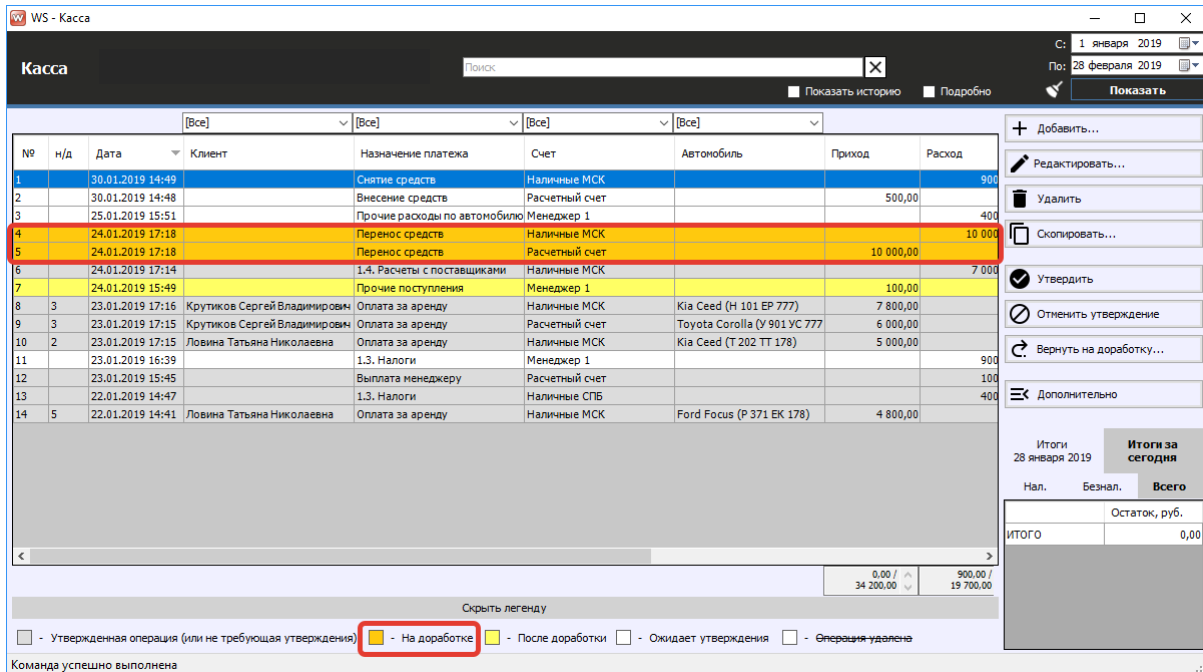 WS - Касса
Касса
Поиск
С: 1 января 2019
По: 28 февраля 2019
Показать историю Подробно Показать
[Все] [Все] [Все] [Все]
№ н/д Дата Клиент Назначение платежа Счет Автомобиль Приход Расход
1 30.01.2019 14:49 Снятие средств Наличные МСК 900
2 30.01.2019 14:48 Внесение средств Расчетный счет 500,00
3 25.01.2019 15:51 Прочие расходы по автомобилю Менеджер 1 400
4 24.01.2019 17:18 Перенос средств Наличные МСК 10 000
5 24.01.2019 17:18 Перенос средств Расчетный счет 10 000,00
6 24.01.2019 17:14 1.4. Расчеты с поставщиками Наличные МСК 7 000
7 24.01.2019 15:49 Прочие поступления Менеджер 1 100,00
8 3 23.01.2019 17:16 Крутиков Сергей Владимирович Оплата за аренду Наличные МСК Kia Ceed (Н 101 ЕР 777) 7 800,00
9 3 23.01.2019 17:15 Крутиков Сергей Владимирович Оплата за аренду Расчетный счет Toyota Corolla (У 901 УС 777 6 000,00
10 2 23.01.2019 17:15 Ловина Татьяна Николаевна Оплата за аренду Наличные МСК Kia Ceed (Т 202 ТТ 178) 5 000,00
11 23.01.2019 16:39 1.3. Налоги Менеджер 1 900
12 23.01.2019 15:45 Выплата менеджеру Расчетный счет 100
13 22.01.2019 14:47 1.3. Налоги Наличные СПБ 400
14 5 22.01.2019 14:41 Ловина Татьяна Николаевна Оплата за аренду Наличные МСК Ford Focus (Р 371 ЕК 178) 4 800,00
0,00 / 900,00 /
34 200,00 19 700,00
Скрыть легенду
- Утвержденная операция (или не требующая утверждения) - На доработке - После доработки - Ожидает утверждения - Операция удалена
Команда успешно выполнена
Добавить...
Редактировать...
Удалить
Скопировать...
Утвердить
Отменить утверждение
Вернуть на доработку...
Дополнительно
Итоги Итоги за
28 января 2019 сегодня
Нал. Безнал. Всего
Остаток, руб.
ИТОГО 0,00